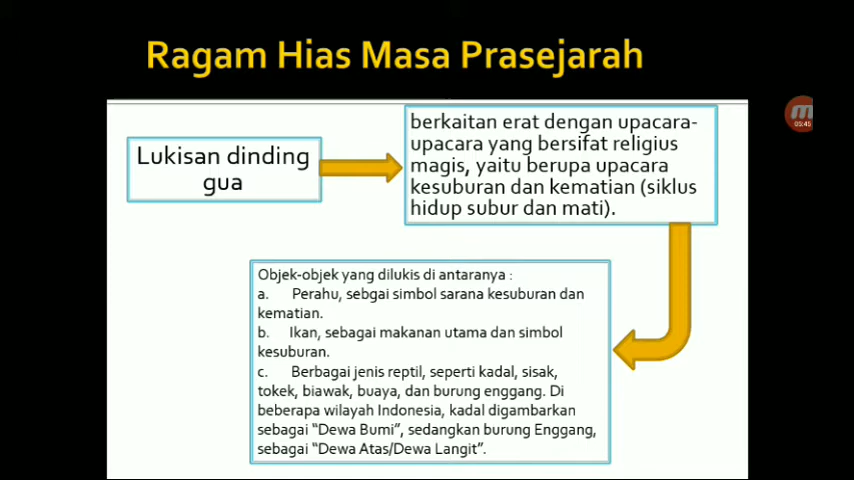 Ragam Hias Masa Prasejarah
05:45
Lukisan dinding
gua
berkaitan erat dengan upacara-
upacara yang bersifat religius
magis, yaitu berupa upacara
kesuburan dan kematian (siklus
hidup subur dan mati).
Objek-objek yang dilukis di antaranya :
a. Perahu, sebgai simbol sarana kesuburan dan
kematian.
b. Ikan, sebagai makanan utama dan simbol
kesuburan.
c. Berbagai jenis reptil, seperti kadal, sisak,
tokek, biawak, buaya, dan burung enggang. Di
beberapa wilayah Indonesia, kadal digambarkan
sebagai “Dewa Bumi”, sedangkan burung Enggang,
sebagai “Dewa Atas/Dewa Langit”.